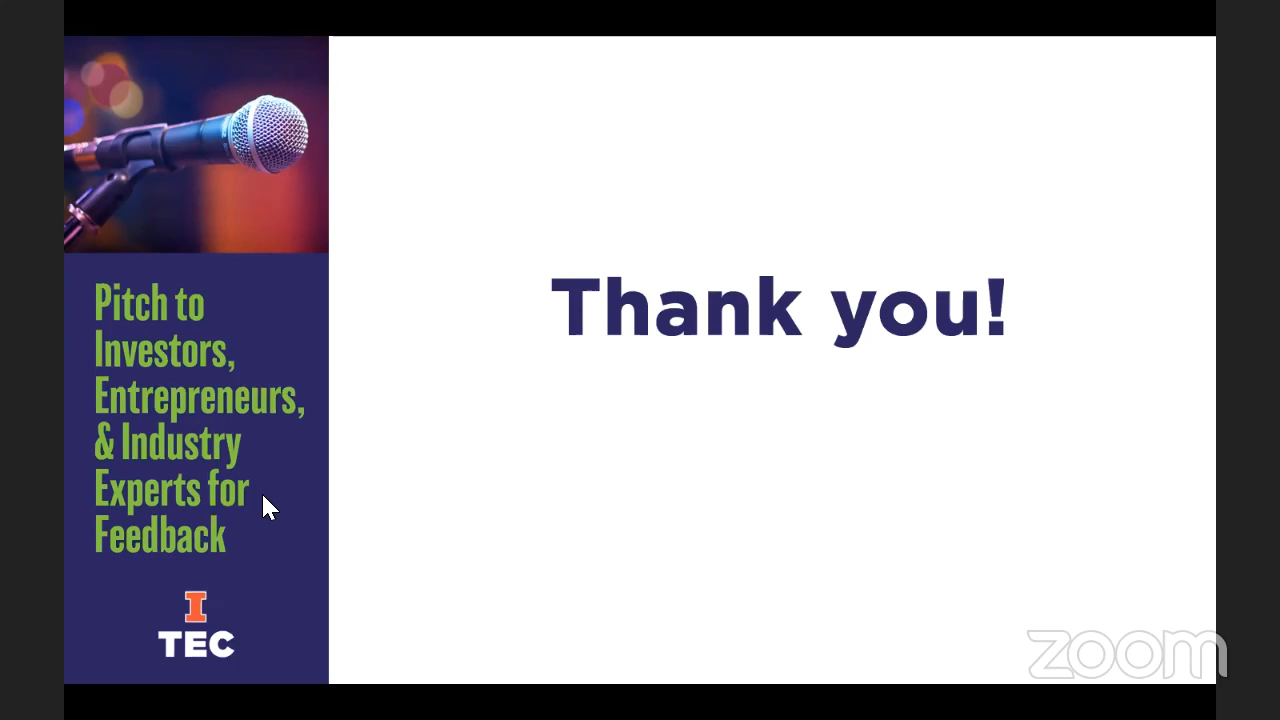 Pitch to
Investors,
Entrepreneurs,
& Industry
Experts for
Feedback
I
TEC
Thank you!
zoom